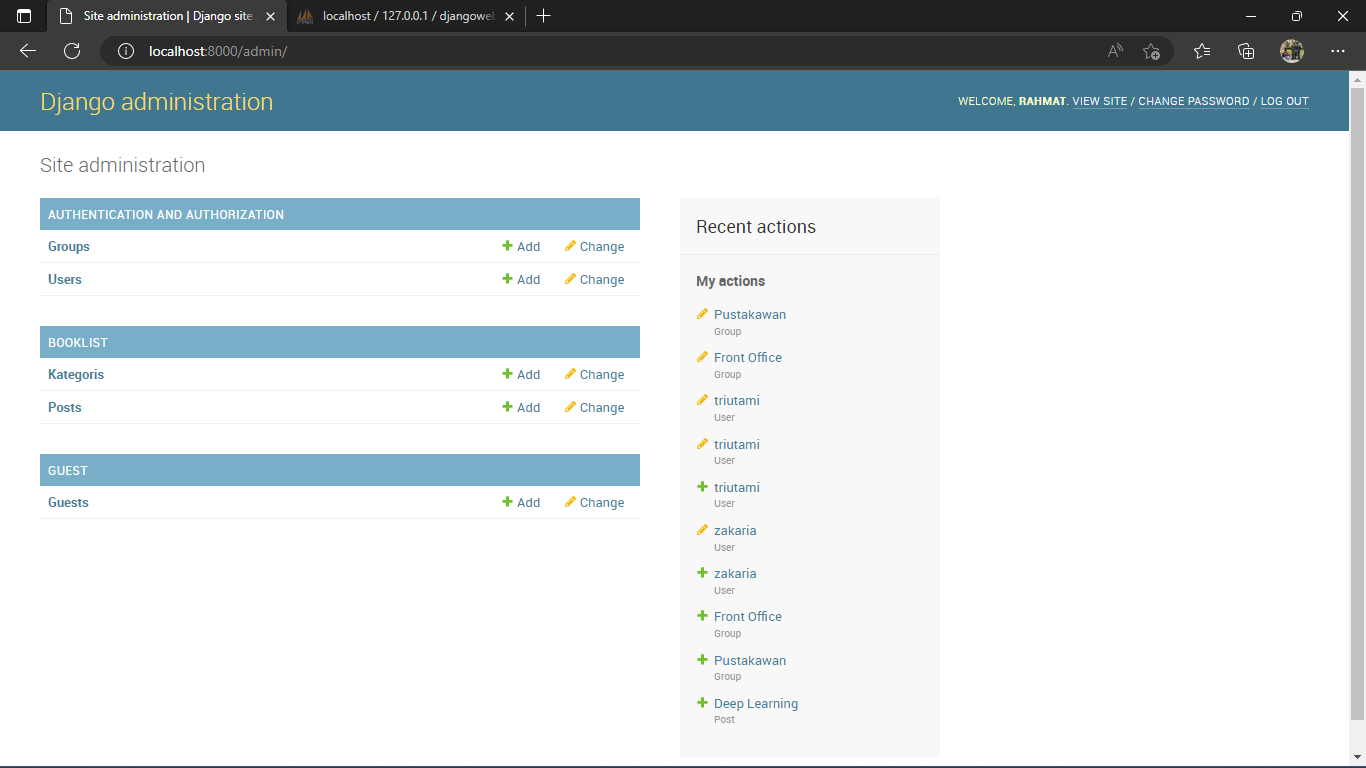 Site administration | Django site
localhost / 127.0.0.1 / djangoweb
localhost:8000/admin/
Django administration
WELCOME, RAHMAT. VIEW SITE / CHANGE PASSWORD / LOG OUT
Site administration
AUTHENTICATION AND AUTHORIZATION
Groups Add Change
Users Add Change
BOOKLIST
Kategoris Add Change
Posts Add Change
GUEST
Guests Add Change
Recent actions
My actions
Pustakawan
Group
Front Office
Group
triutami
User
triutami
User
triutami
User
zakaria
User
zakaria
User
Front Office
Group
Pustakawan
Group
Deep Learning
Post